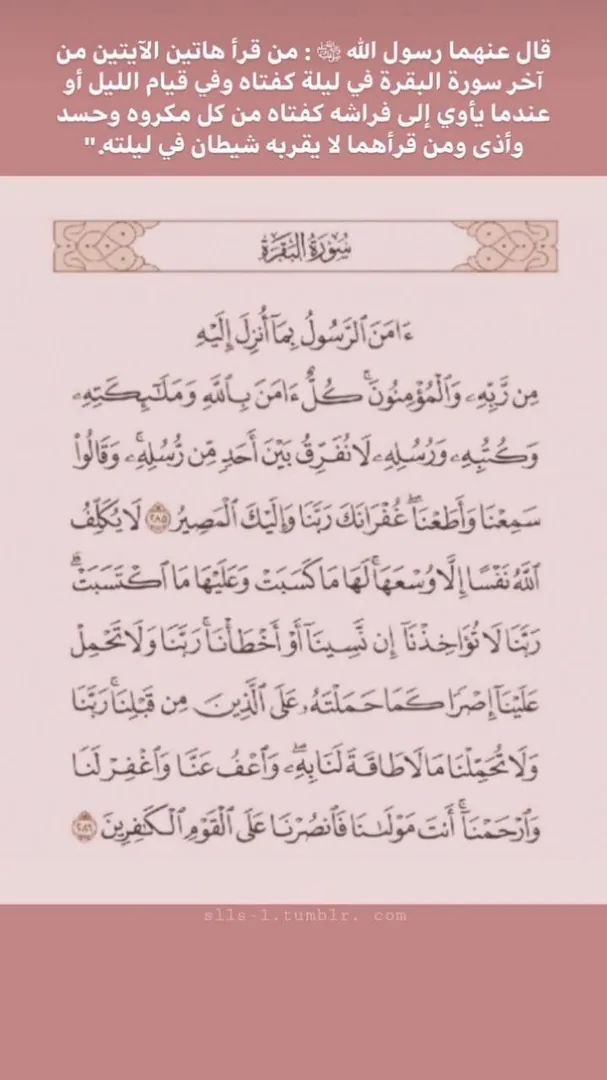 قال عنهما رسول الله ﷺ : من قرأ هاتين الآيتين من
آخر سورة البقرة في ليلة كفتاه وفي قيام الليل أو
عندما يأوي إلى فراشه كفتاه من كل مكروه وحسد
وأذى ومن قرأهما لا يقربه شيطان في ليلته."
سُورَةُ البَقَرَةِ
ءَامَنَ ٱلرَّسُولُ بِمَآ أُنزِلَ إِلَيْهِ
مِن رَّبِّهِۦ وَٱلْمُؤْمِنُونَ ۚ كُلٌّ ءَامَنَ بِٱللَّهِ وَمَلَـٰٓئِكَتِهِۦ
وَكُتُبِهِۦ وَرُسُلِهِۦ لَا نُفَرِّقُ بَيْنَ أَحَدٍ مِّن رُّسُلِهِۦ ۚ وَقَالُوا۟
سَمِعْنَا وَأَطَعْنَا ۖ غُفْرَانَكَ رَبَّنَا وَإِلَيْكَ ٱلْمَصِيرُ ٢٨٥ لَا يُكَلِّفُ
ٱللَّهُ نَفْسًا إِلَّا وُسْعَهَا ۚ لَهَا مَا كَسَبَتْ وَعَلَيْهَا مَا ٱكْتَسَبَتْ ۗ
رَبَّنَا لَا تُؤَاخِذْنَآ إِن نَّسِينَآ أَوْ أَخْطَأْنَا ۚ رَبَّنَا وَلَا تَحْمِلْ
عَلَيْنَآ إِصْرًا كَمَا حَمَلْتَهُۥ عَلَى ٱلَّذِينَ مِن قَبْلِنَا ۚ رَبَّنَا
وَلَا تُحَمِّلْنَا مَا لَا طَاقَةَ لَنَا بِهِۦ ۖ وَٱعْفُ عَنَّا وَٱغْفِرْ لَنَا
وَٱرْحَمْنَآ ۚ أَنتَ مَوْلَىٰنَا فَٱنصُرْنَا عَلَى ٱلْقَوْمِ ٱلْكَـٰفِرِينَ ٢٨٦
slls-1.tumblr. com